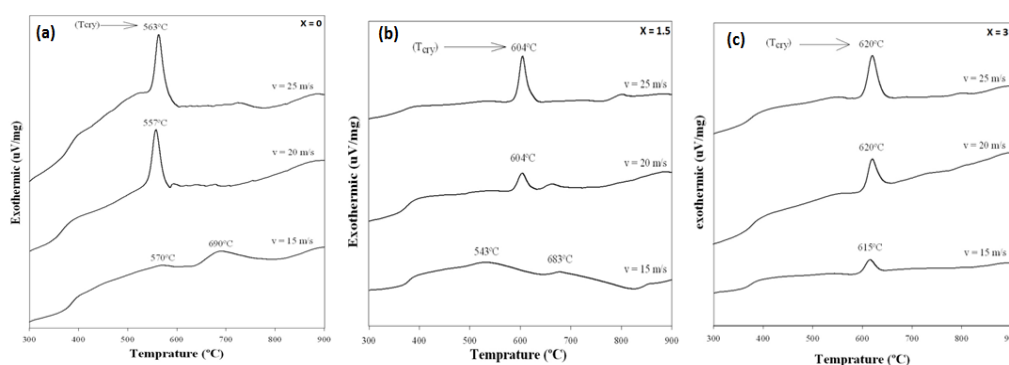 (a)
(Tcry)
563°C
X = 0
v = 25 m/s
557°C
v = 20 m/s
690°C
570°C
v = 15 m/s
Exothermic (uV/mg)
300 400 500 600 700 800 900
Temprature (°C)
(b)
(Tcry)
604°C
X = 1.5
v = 25 m/s
604°C
v = 20 m/s
543°C
683°C
v = 15 m/s
Exothermic (uV/mg)
300 400 500 600 700 800 900
Temprature (°C)
(c)
(Tcry)
620°C
X = 3
v = 25 m/s
620°C
v = 20 m/s
615°C
v = 15 m/s
exothermic (uV/mg)
300 400 500 600 700 800 900
Temprature (°C)